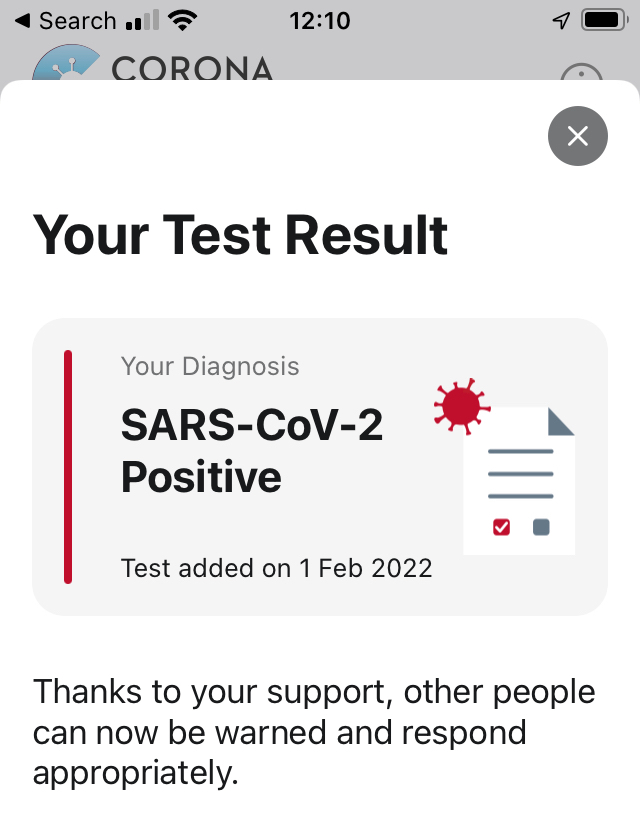 Search
12:10
CORONA
Your Test Result
Your Diagnosis
SARS-CoV-2
Positive
Test added on 1 Feb 2022
Thanks to your support, other people
can now be warned and respond
appropriately.